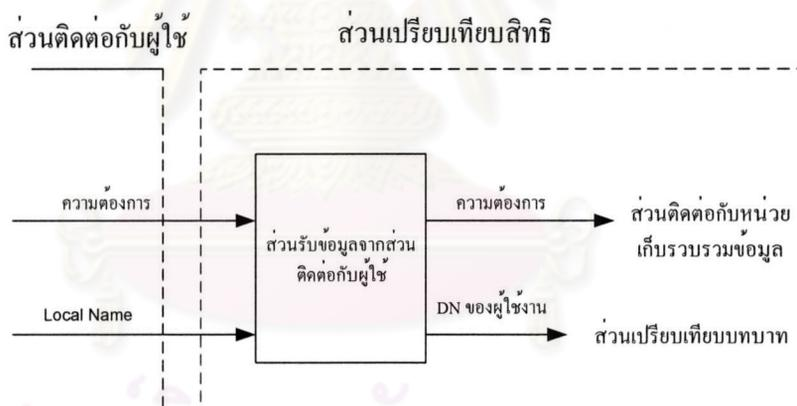 ส่วนติดต่อกับผู้ใช้
ส่วนเปรียบเทียบสิทธิ
ความต้องการ
ความต้องการ
ส่วนติดต่อกับหน่วย
เก็บรวบรวมข้อมูล
ส่วนรับข้อมูลจากส่วน
ติดต่อกับผู้ใช้
Local Name
DN ของผู้ใช้งาน
ส่วนเปรียบเทียบบทบาท